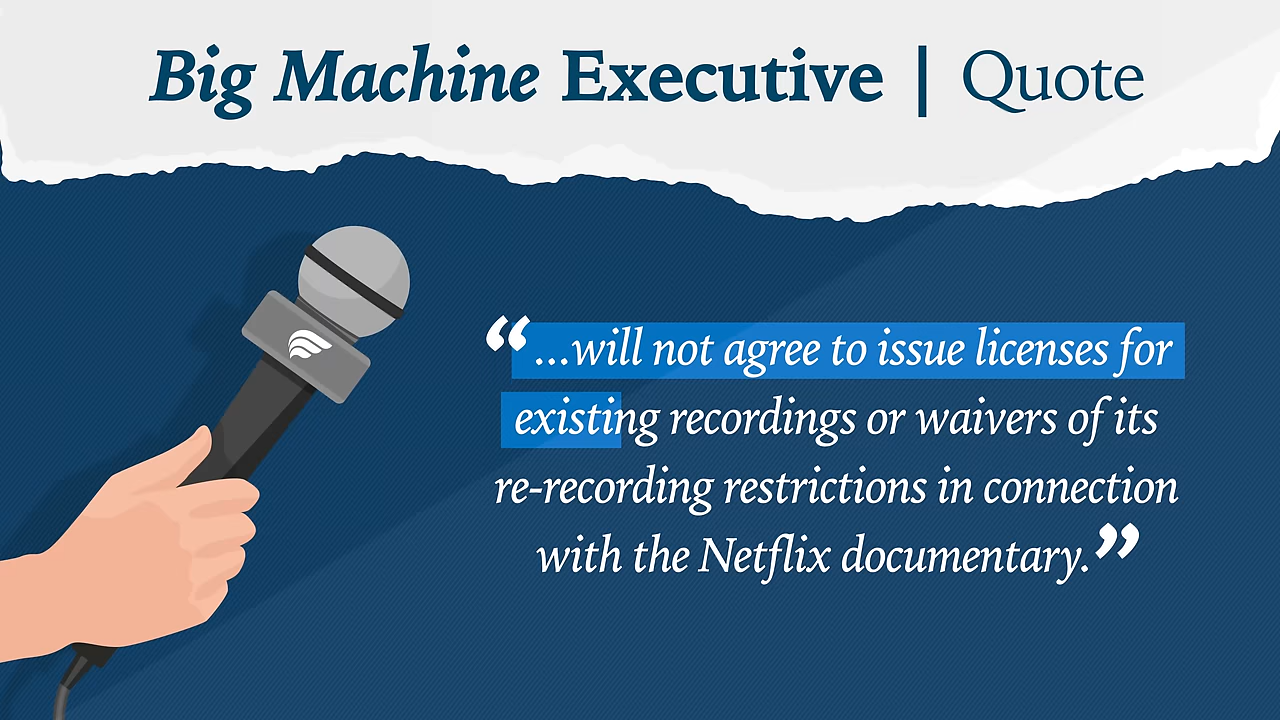 Big Machine Executive | Quote
“...will not agree to issue licenses for
existing recordings or waivers of its
re-recording restrictions in connection
with the Netflix documentary.”